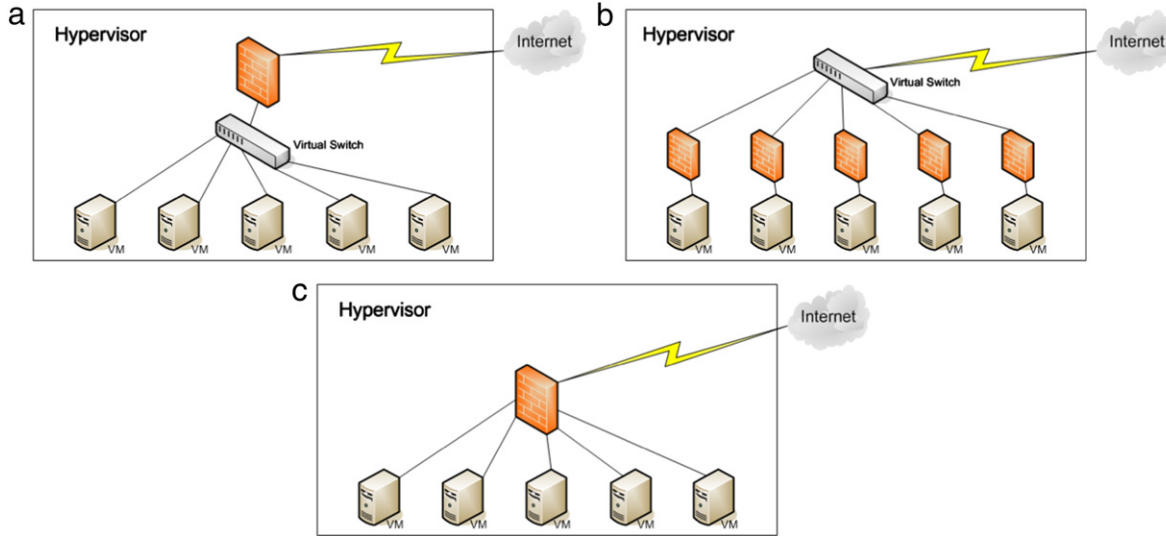 a
Hypervisor
Internet
Virtual Switch
VM
VM
VM
VM
VM
b
Hypervisor
Internet
Virtual Switch
VM
VM
VM
VM
VM
c
Hypervisor
Internet
VM
VM
VM
VM
VM